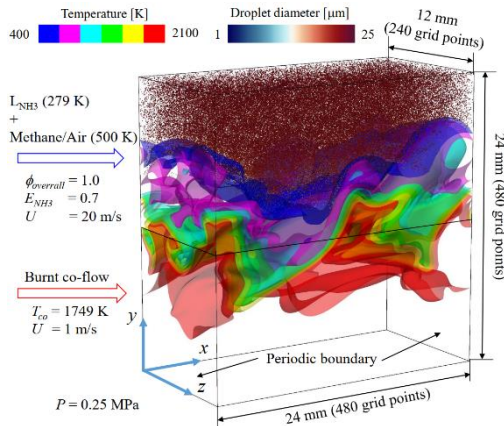 Temperature [K]
400 2100
Droplet diameter [μm]
1 25
12 mm
(240 grid points)
L_NH3 (279 K)
+
Methane/Air (500 K)
ϕ_overrall = 1.0
E_NH3 = 0.7
U = 20 m/s
24 mm (480 grid points)
Burnt co-flow
T_co = 1749 K
U = 1 m/s
y
x
z
Periodic boundary
P = 0.25 MPa
24 mm (480 grid points)